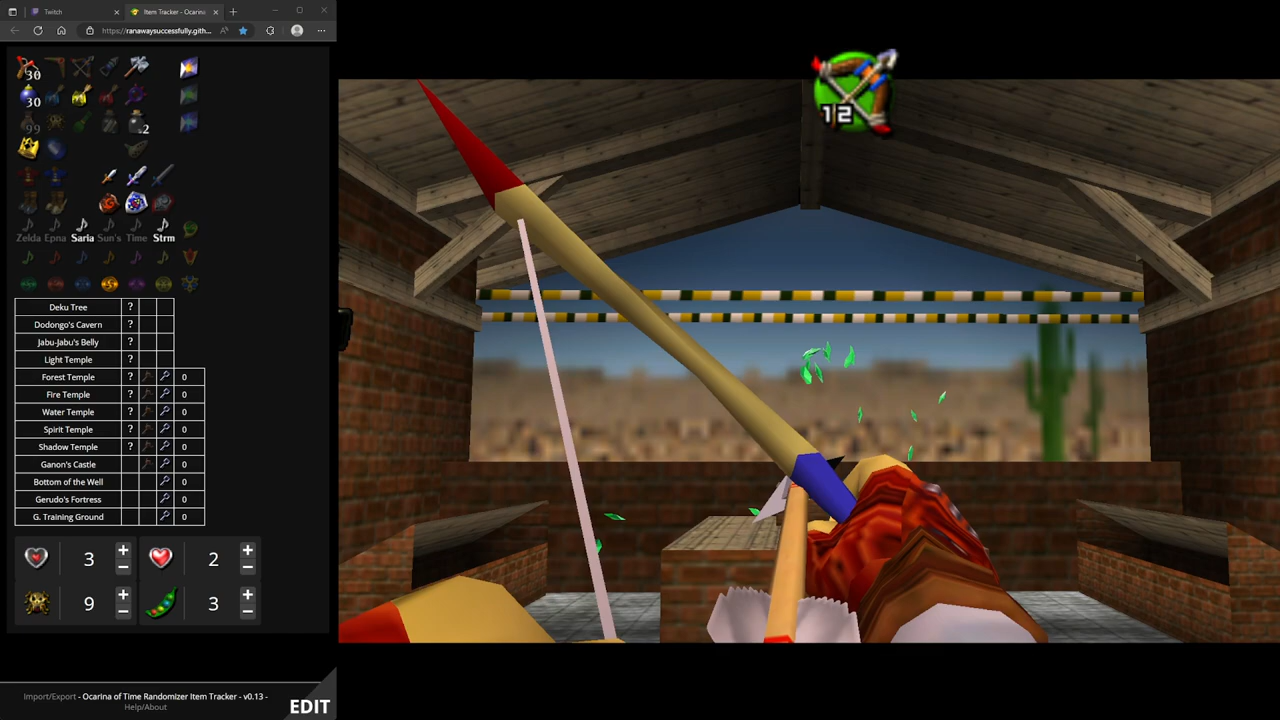 Twitch
Item Tracker - Ocarina
https://ranawaysuccessfully.gith...
30
30
99
2
Zelda Epna Saria Sun's Time Strm
Deku Tree ?
Dodongo's Cavern ?
Jabu-Jabu's Belly ?
Light Temple ?
Forest Temple ? 0
Fire Temple ? 0
Water Temple ? 0
Spirit Temple ? 0
Shadow Temple ? 0
Ganon's Castle 0
Bottom of the Well 0
Gerudo's Fortress 0
G. Training Ground 0
3 + − 2 + −
9 + − 3 + −
Import/Export - Ocarina of Time Randomizer Item Tracker - v0.13 -
Help/About
EDIT
12